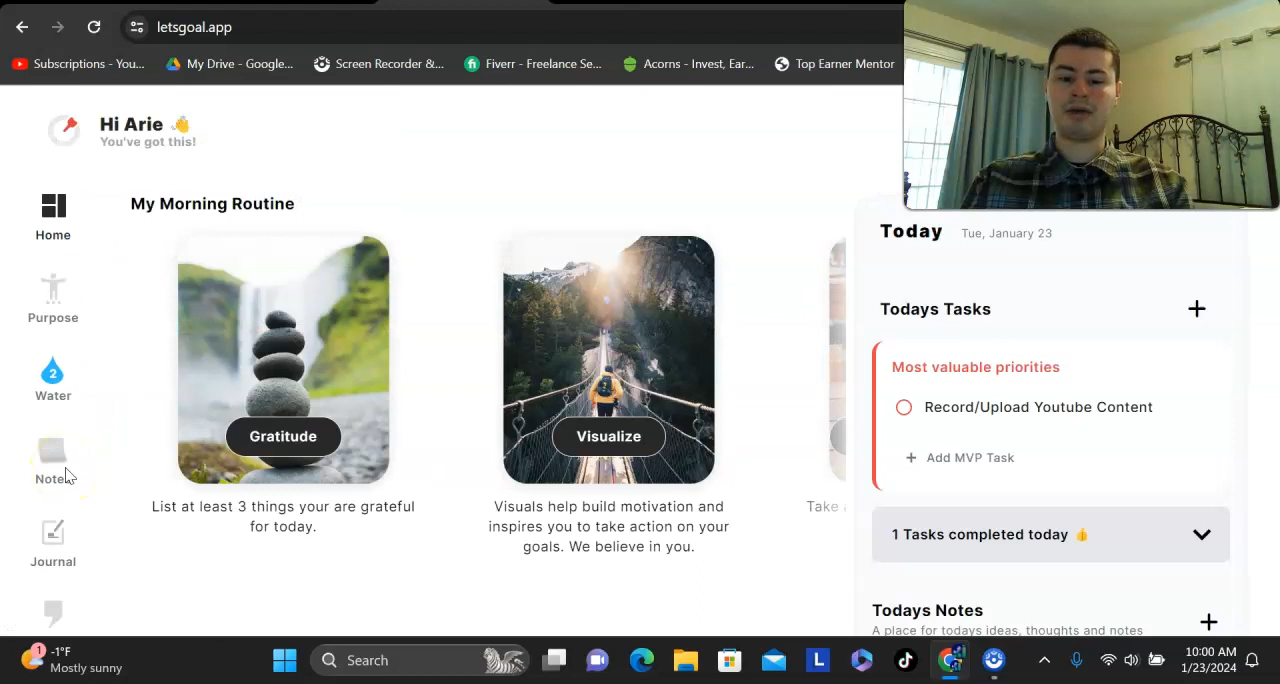 letsgoal.app
Subscriptions - You...
My Drive - Google...
Screen Recorder &...
Fiverr - Freelance Se...
Acorns - Invest, Ear...
Top Earner Mentor
Hi Arie
You've got this!
Home
Purpose
2
Water
Notes
Journal
My Morning Routine
Gratitude
List at least 3 things your are grateful
for today.
Visualize
Visuals help build motivation and
inspires you to take action on your
goals. We believe in you.
Take
Today
Tue, January 23
Todays Tasks
Most valuable priorities
Record/Upload Youtube Content
Add MVP Task
1 Tasks completed today
Todays Notes
A place for todays ideas, thoughts and notes
1
-1°F
Mostly sunny
Search
L
10:00 AM
1/23/2024